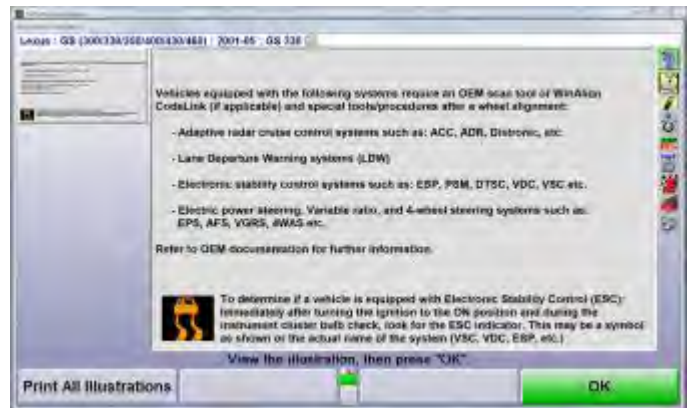 Lexus : GS (300/330/350/400/430/460) : 2001-05 : GS 330
Vehicles equipped with the following systems require an OEM scan tool or WinAlign
CodeLink (if applicable) and special tools/procedures after a wheel alignment:
- Adaptive radar cruise control systems such as: ACC, ADR, Distronic, etc.
- Lane Departure Warning systems (LDW)
- Electronic stability control systems such as: ESP, PSM, DTSC, VDC, VSC etc.
- Electric power steering, Variable ratio, and 4-wheel steering systems such as:
EPS, AFS, VGRS, 4WAS etc.
Refer to OEM documentation for further information.
To determine if a vehicle is equipped with Electronic Stability Control (ESC):
Immediately after turning the ignition to the ON position and during the
instrument cluster bulb check, look for the ESC indicator. This may be a symbol
as shown or the actual name of the system (VSC, VDC, ESP, etc.)
View the illustration, then press "OK".
Print All Illustrations
OK